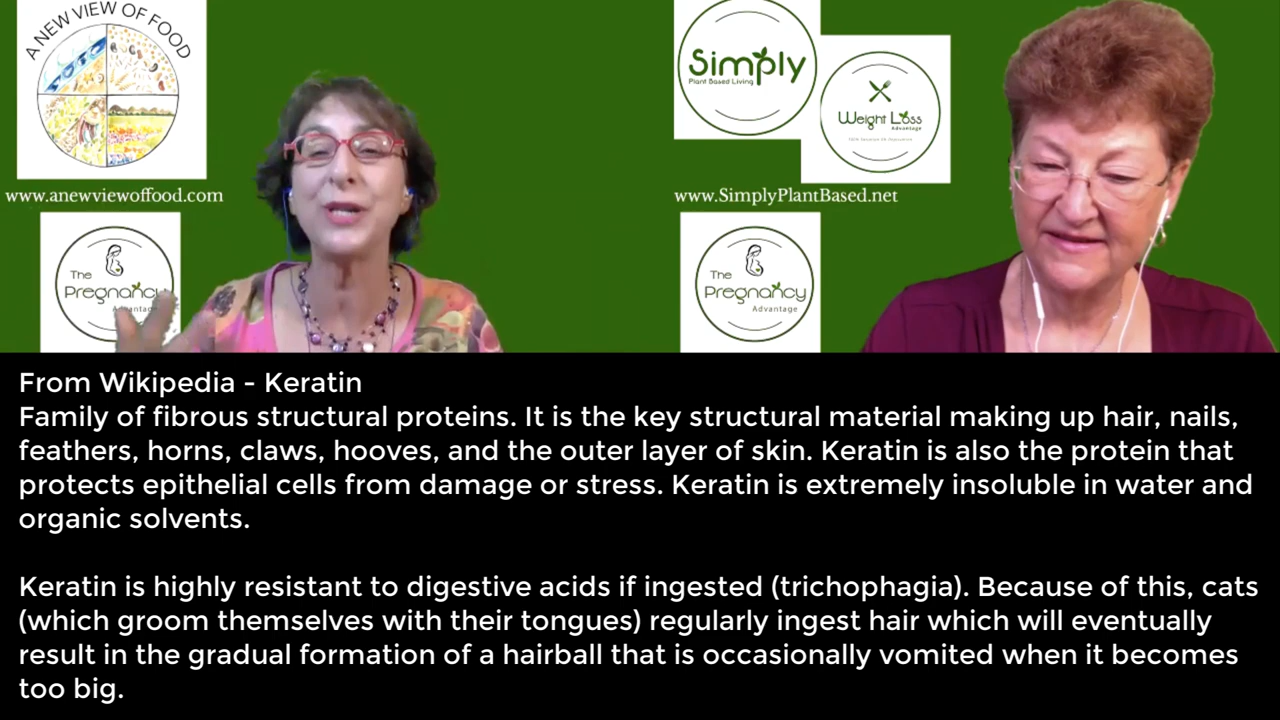 A NEW VIEW OF FOOD
www.anewviewoffood.com
The
Pregnancy
Advantage
Simply
Plant Based Living
Weight Loss
Advantage
www.SimplyPlantBased.net
The
Pregnancy
Advantage
From Wikipedia - Keratin
Family of fibrous structural proteins. It is the key structural material making up hair, nails,
feathers, horns, claws, hooves, and the outer layer of skin. Keratin is also the protein that
protects epithelial cells from damage or stress. Keratin is extremely insoluble in water and
organic solvents.
Keratin is highly resistant to digestive acids if ingested (trichophagia). Because of this, cats
(which groom themselves with their tongues) regularly ingest hair which will eventually
result in the gradual formation of a hairball that is occasionally vomited when it becomes
too big.